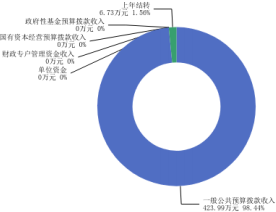 上年结转
6.73万元 1.56%
政府性基金预算拨款收入
0万元 0%
国有资本经营预算拨款收入
0万元 0%
财政专户管理资金收入
0万元 0%
单位资金
0万元 0%
一般公共预算拨款收入
423.99万元 98.44%